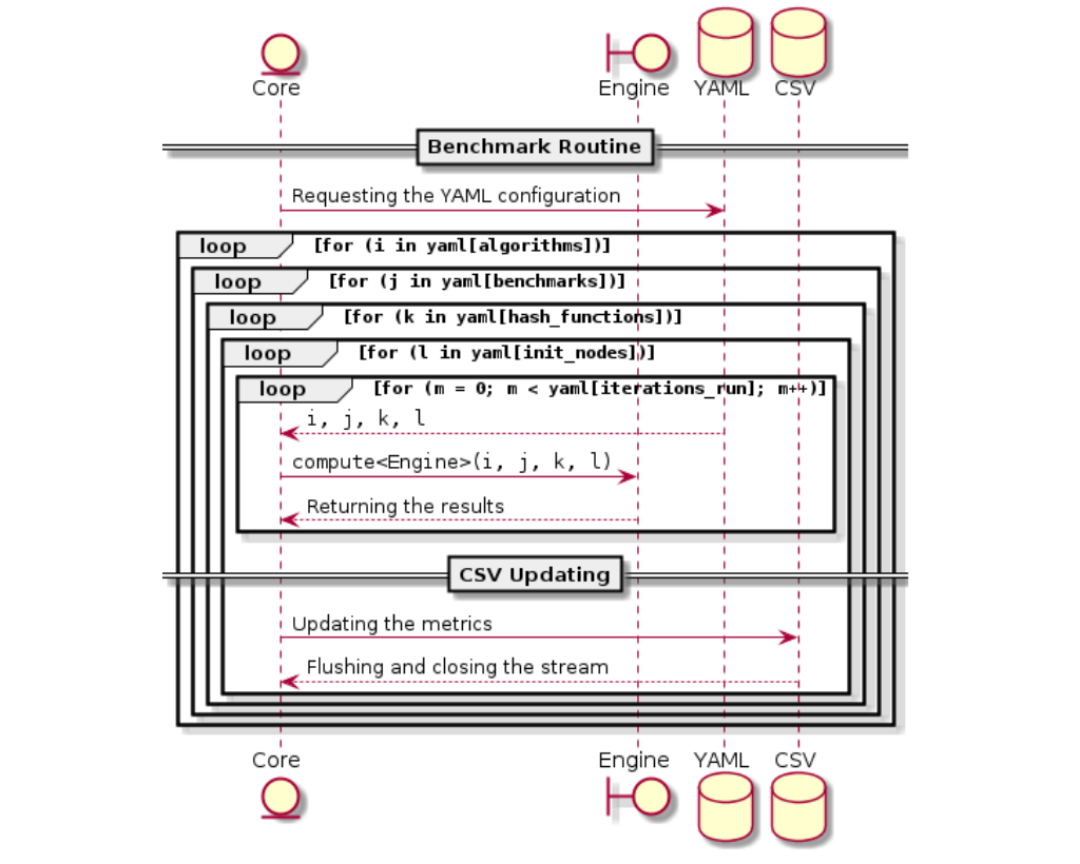 Core Engine YAML CSV
Benchmark Routine
Requesting the YAML configuration
loop [for (i in yaml[algorithms])]
loop [for (j in yaml[benchmarks])]
loop [for (k in yaml[hash_functions])]
loop [for (l in yaml[init_nodes])]
loop [for (m = 0; m < yaml[iterations_run]; m++)]
i, j, k, l
compute<Engine>(i, j, k, l)
Returning the results
CSV Updating
Updating the metrics
Flushing and closing the stream
Core Engine YAML CSV